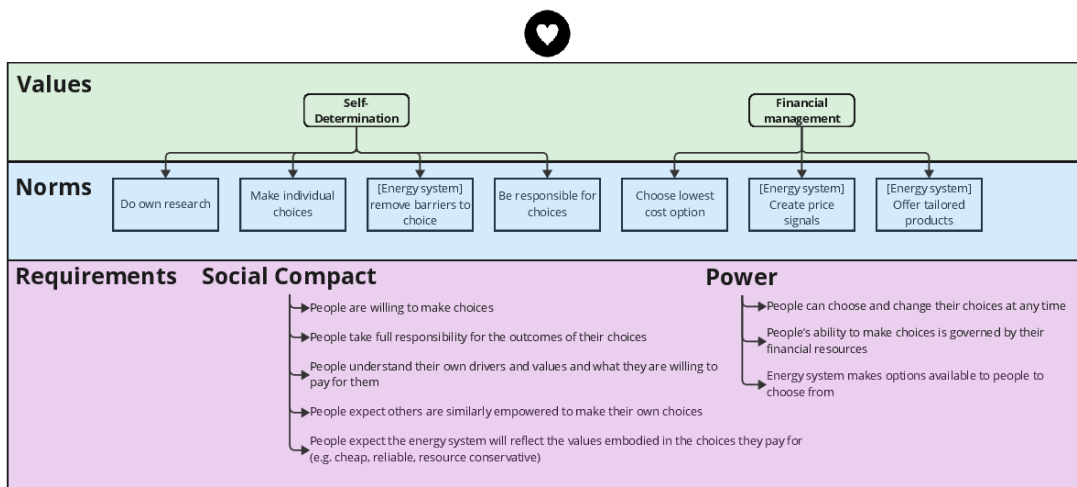 Values
Self-
Determination
Financial
management
Norms
Do own research
Make individual
choices
[Energy system]
remove barriers to
choice
Be responsible for
choices
Choose lowest
cost option
[Energy system]
Create price
signals
[Energy system]
Offer tailored
products
Requirements
Social Compact
People are willing to make choices
People take full responsibility for the outcomes of their choices
People understand their own drivers and values and what they are willing to
pay for them
People expect others are similarly empowered to make their own choices
People expect the energy system will reflect the values embodied in the choices they pay for
(e.g. cheap, reliable, resource conservative)
Power
People can choose and change their choices at any time
People’s ability to make choices is governed by their
financial resources
Energy system makes options available to people to
choose from